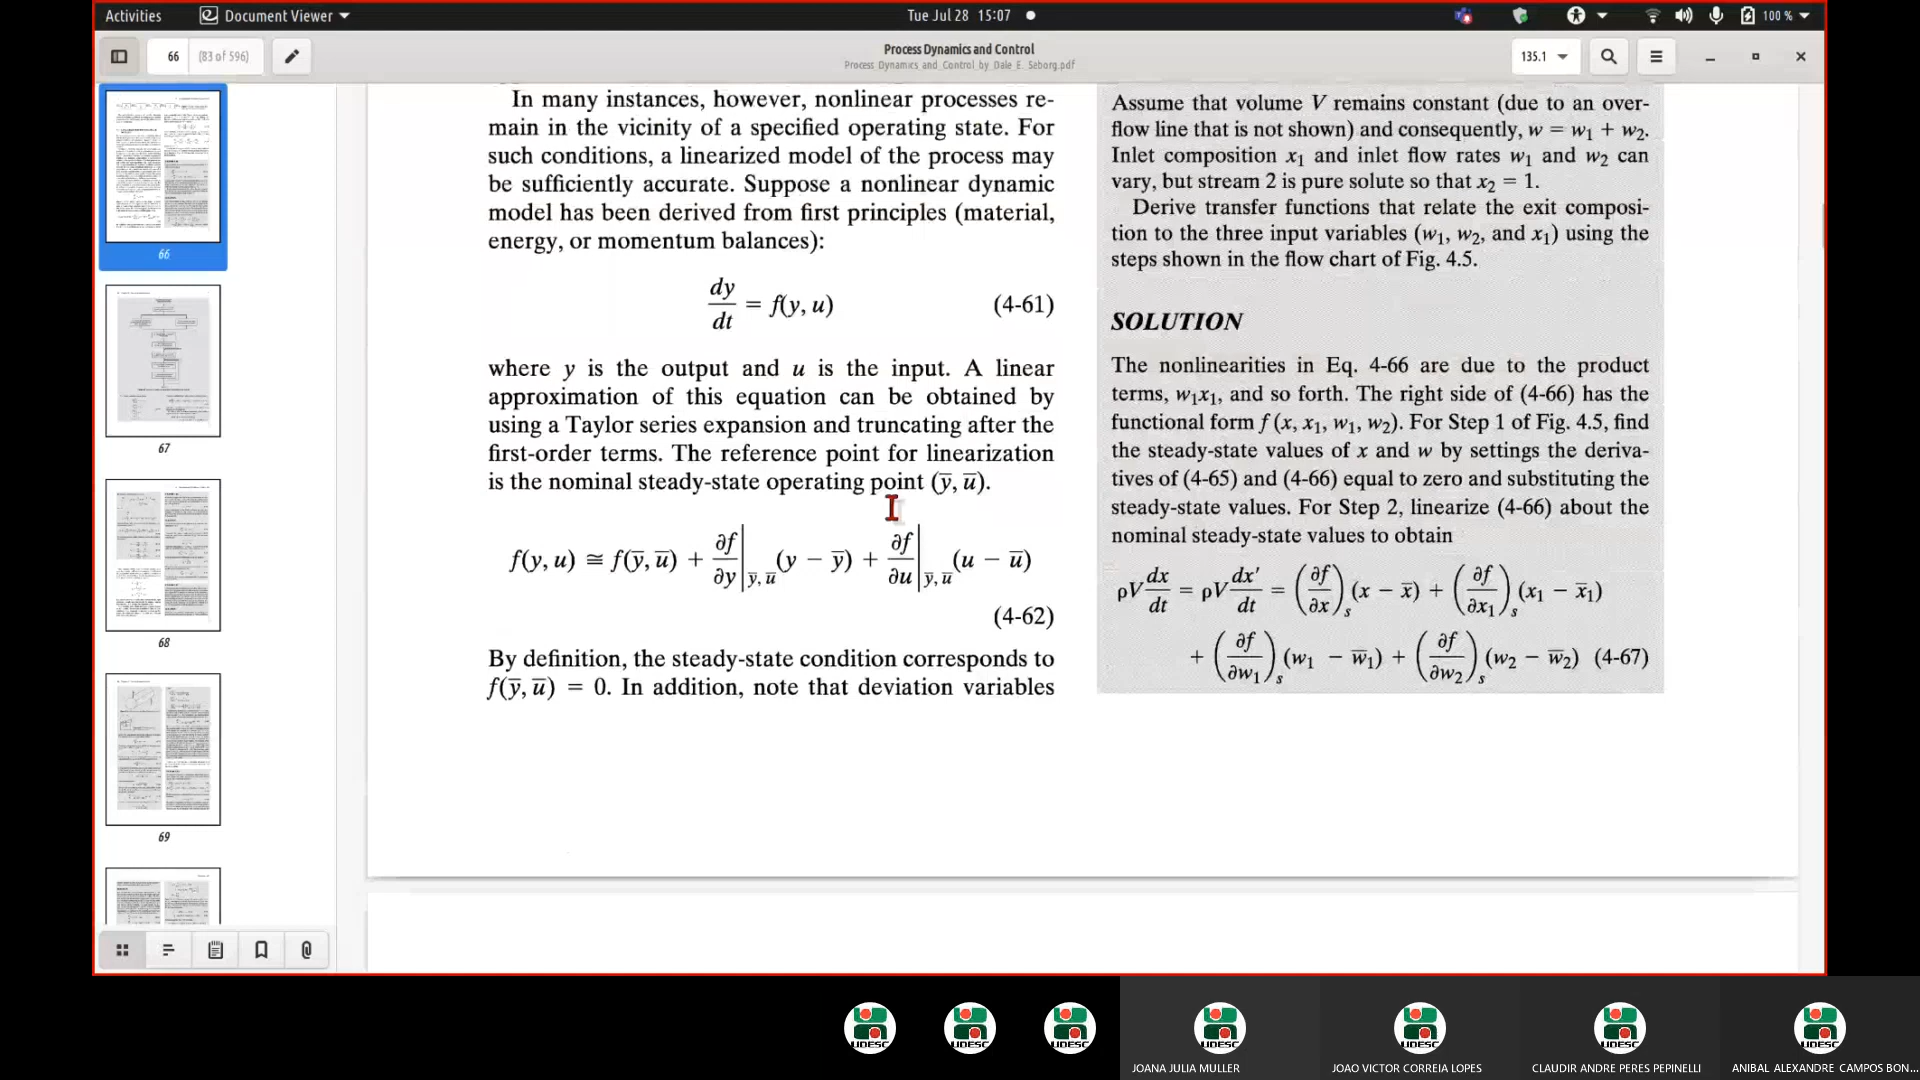 Activities
Document Viewer
Tue Jul 28 15:07
100 %
66
(83 of 596)
Process Dynamics and Control
Process_Dynamics_and_Control_by_Dale_E._Seborg.pdf
135.1
66
67
68
69
In many instances, however, nonlinear processes re-
main in the vicinity of a specified operating state. For
such conditions, a linearized model of the process may
be sufficiently accurate. Suppose a nonlinear dynamic
model has been derived from first principles (material,
energy, or momentum balances):
dy/dt = f(y, u) (4-61)
where y is the output and u is the input. A linear
approximation of this equation can be obtained by
using a Taylor series expansion and truncating after the
first-order terms. The reference point for linearization
is the nominal steady-state operating point (y̅, u̅).
f(y, u) ≅ f(y̅, u̅) + ∂f/∂y|y̅, u̅ (y − y̅) + ∂f/∂u|y̅, u̅ (u − u̅)
(4-62)
By definition, the steady-state condition corresponds to
f(y̅, u̅) = 0. In addition, note that deviation variables
Assume that volume V remains constant (due to an over-
flow line that is not shown) and consequently, w = w₁ + w₂.
Inlet composition x₁ and inlet flow rates w₁ and w₂ can
vary, but stream 2 is pure solute so that x₂ = 1.
Derive transfer functions that relate the exit composi-
tion to the three input variables (w₁, w₂, and x₁) using the
steps shown in the flow chart of Fig. 4.5.
SOLUTION
The nonlinearities in Eq. 4-66 are due to the product
terms, w₁x₁, and so forth. The right side of (4-66) has the
functional form f (x, x₁, w₁, w₂). For Step 1 of Fig. 4.5, find
the steady-state values of x and w by settings the deriva-
tives of (4-65) and (4-66) equal to zero and substituting the
steady-state values. For Step 2, linearize (4-66) about the
nominal steady-state values to obtain
ρV dx/dt = ρV dx′/dt = (∂f/∂x)ₛ (x − x̅) + (∂f/∂x₁)ₛ (x₁ − x̅₁)
+ (∂f/∂w₁)ₛ (w₁ − w̅₁) + (∂f/∂w₂)ₛ (w₂ − w̅₂) (4-67)
UDESC
UDESC
UDESC
UDESC
UDESC
UDESC
UDESC
JOANA JULIA MULLER
JOAO VICTOR CORREIA LOPES
CLAUDIR ANDRE PERES PEPINELLI
ANIBAL ALEXANDRE CAMPOS BON...